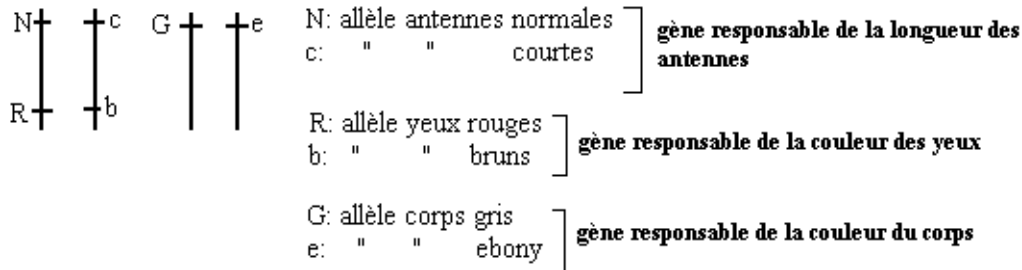 N c G e N: allèle antennes normales
c: " " courtes
gène responsable de la longueur des
antennes
R b R: allèle yeux rouges
b: " " bruns
gène responsable de la couleur des yeux
G: allèle corps gris
e: " " ebony
gène responsable de la couleur du corps